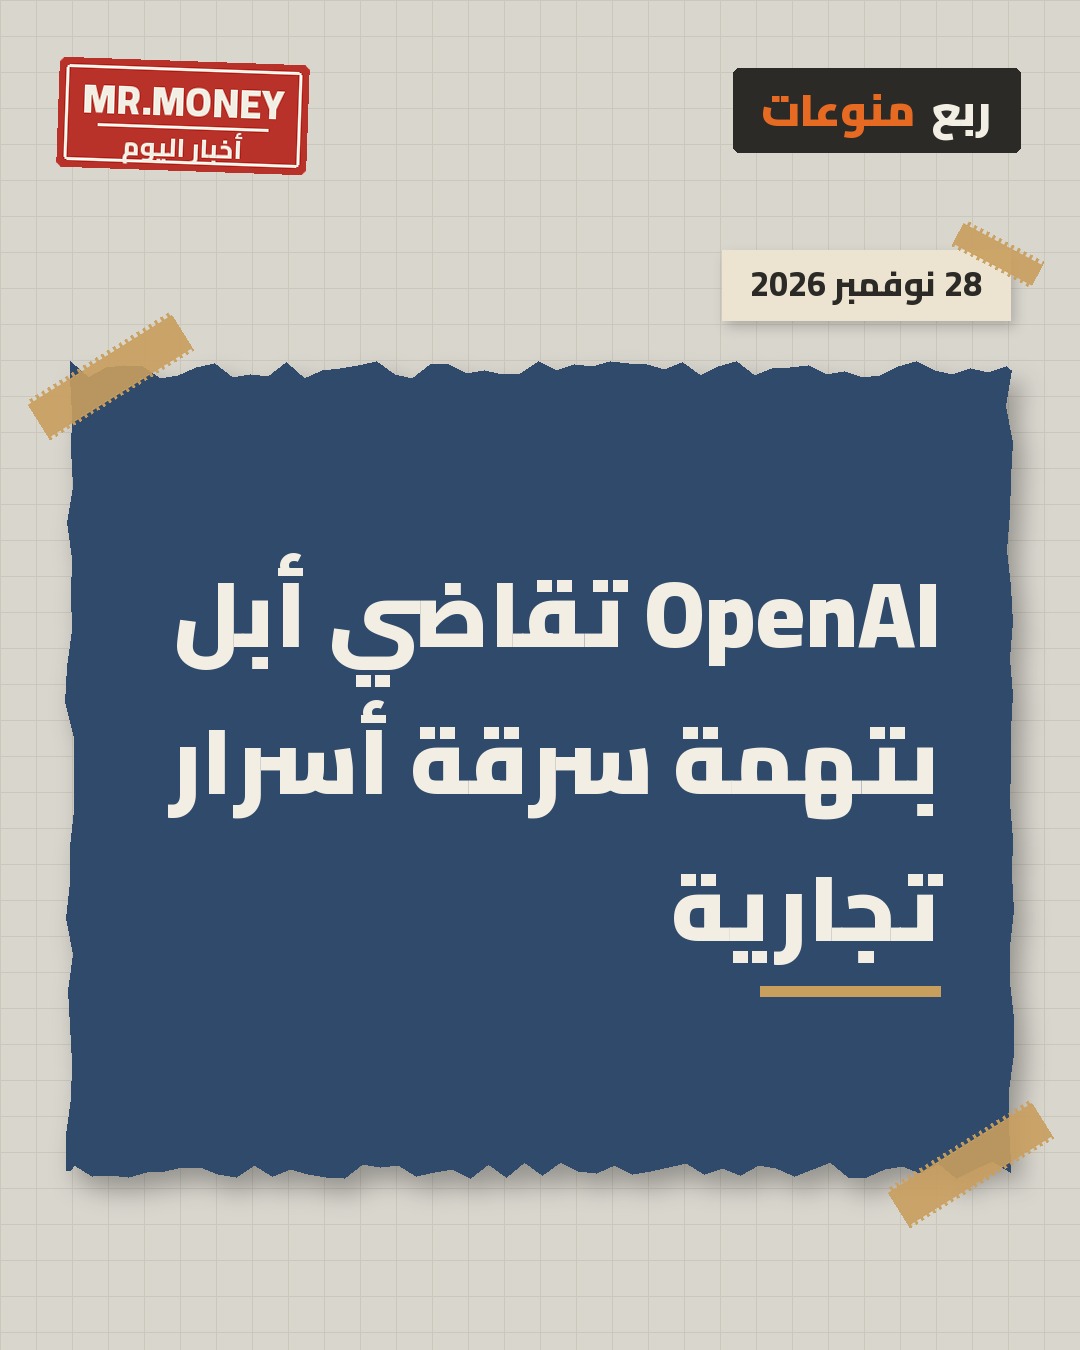 MR.MONEY
أخبار اليوم
ربع منوعات
28 نوفمبر 2026
OpenAI تقاضي أبل
بتهمة سرقة أسرار
تجارية